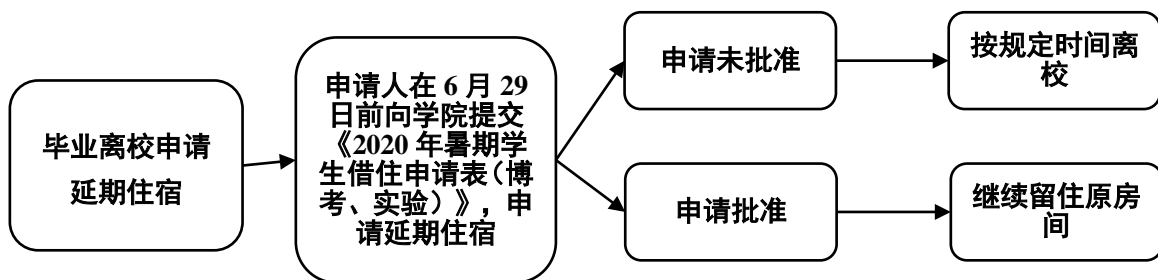 毕业离校申请
延期住宿
申请人在 6 月 29
日前向学院提交
《2020 年暑期学
生借住申请表（博
考、实验）》，申
请延期住宿
申请未批准
按规定时间离
校
申请批准
继续留住原房
间